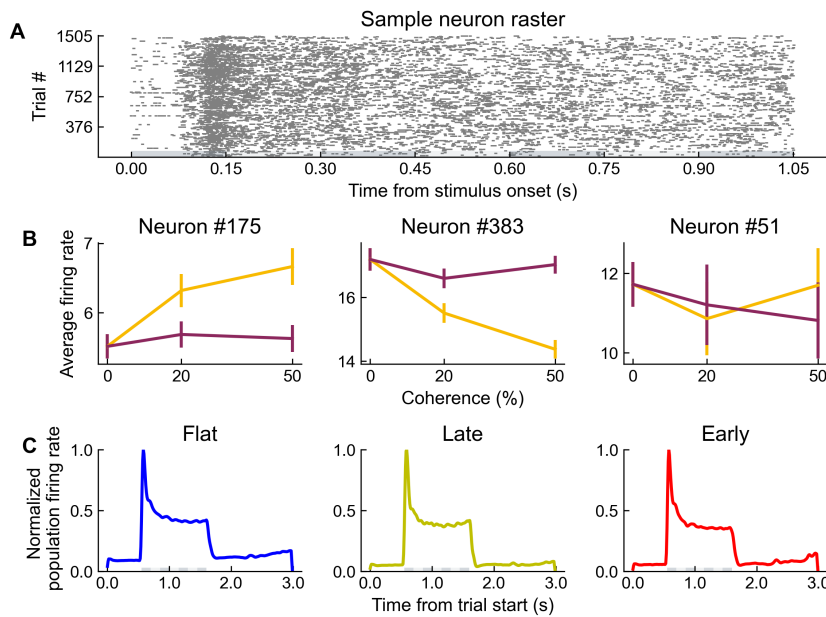 A
Sample neuron raster
Trial #
1505
1129
752
376
0.00 0.15 0.30 0.45 0.60 0.75 0.90 1.05
Time from stimulus onset (s)
B
Neuron #175 Neuron #383 Neuron #51
Average firing rate
7
6
0 20 50
16
14
0 20 50
12
10
0 20 50
Coherence (%)
C
Flat Late Early
Normalized
population firing rate
1.0
0.5
0.0
0.0 1.0 2.0 3.0
1.0
0.5
0.0
0.0 1.0 2.0 3.0
1.0
0.5
0.0
0.0 1.0 2.0 3.0
Time from trial start (s)